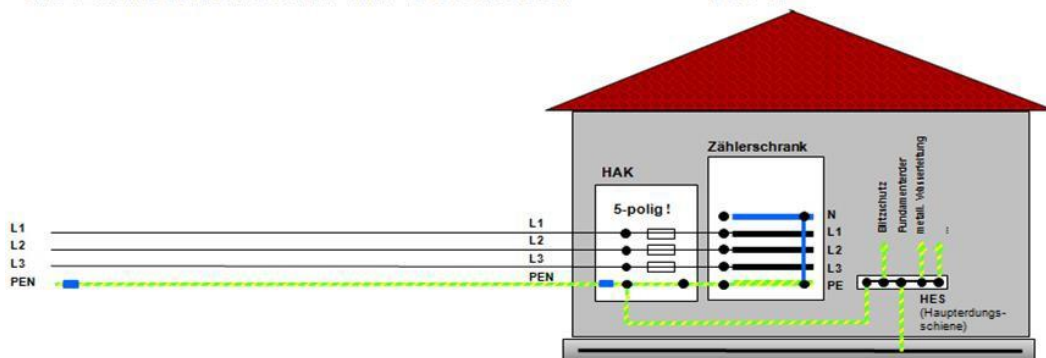 Zählerschrank
HAK
5-polig !
L1
L2
L3
PEN
L1
L2
L3
PEN
N
L1
L2
L3
PE
Blitzschutz
Fundamenterder
metall. Wasserleitung
...
HES
(Haupterdungs-
schiene)